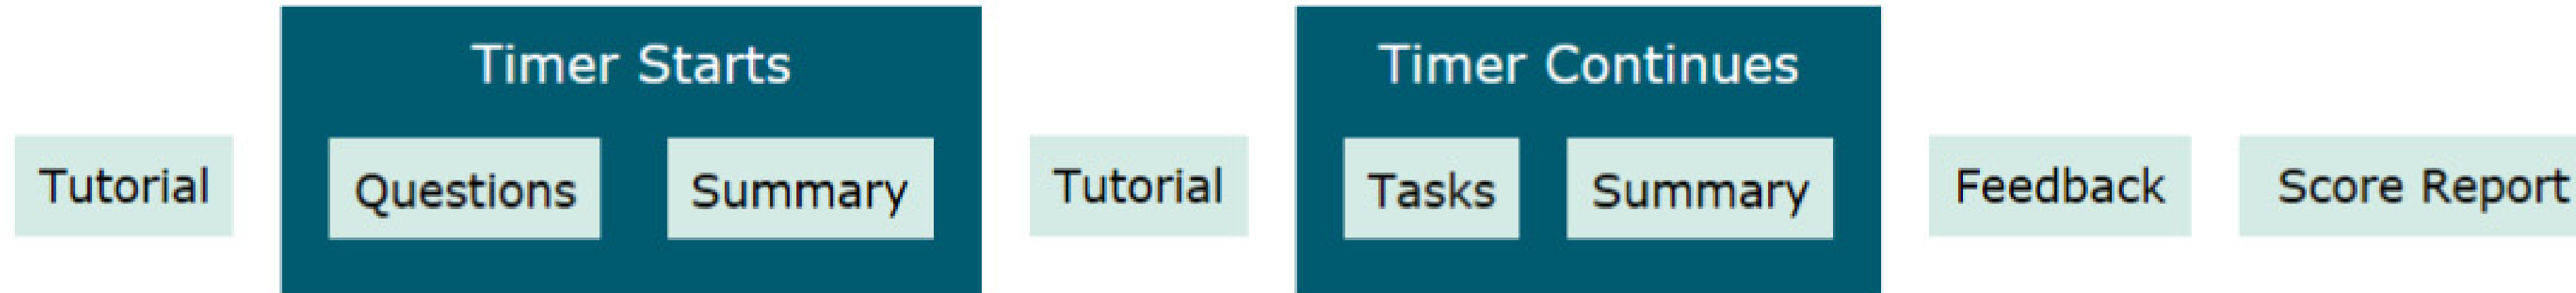 Tutorial
Timer Starts
Questions
Summary
Tutorial
Timer Continues
Tasks
Summary
Feedback
Score Report